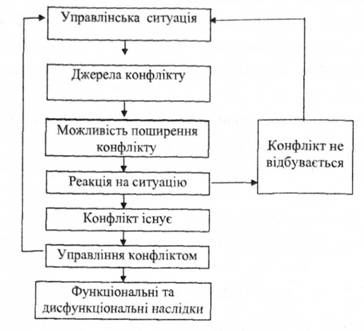 Управлінська ситуація
Джерела конфлікту
Можливість поширення
конфлікту
Конфлікт не
відбувається
Реакція на ситуацію
Конфлікт існує
Управління конфліктом
Функціональні та
дисфункціональні наслідки